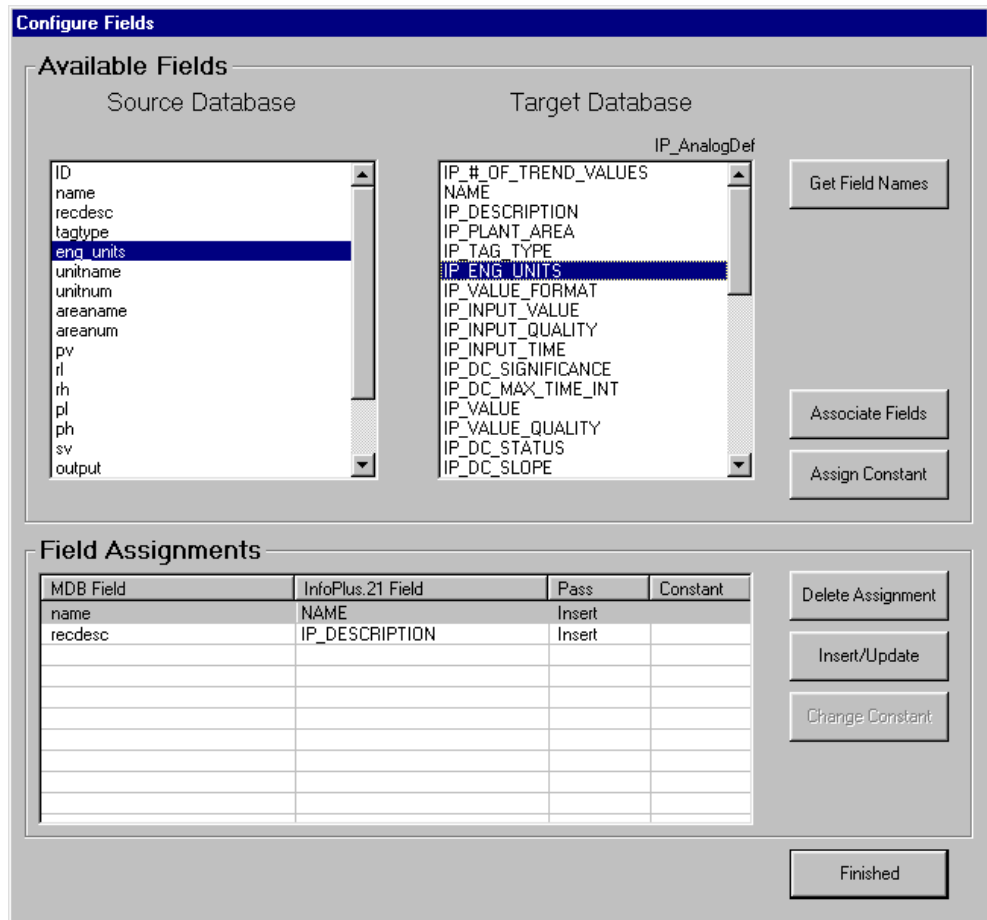 Configure Fields
Available Fields
Source Database
Target Database
IP_AnalogDef
ID
name
recdesc
tagtype
eng_units
unitname
unitnum
areaname
areanum
pv
rl
rh
pl
ph
sv
output
IP_#_OF_TREND_VALUES
NAME
IP_DESCRIPTION
IP_PLANT_AREA
IP_TAG_TYPE
IP_ENG_UNITS
IP_VALUE_FORMAT
IP_INPUT_VALUE
IP_INPUT_QUALITY
IP_INPUT_TIME
IP_DC_SIGNIFICANCE
IP_DC_MAX_TIME_INT
IP_VALUE
IP_VALUE_QUALITY
IP_DC_STATUS
IP_DC_SLOPE
Get Field Names
Associate Fields
Assign Constant
Field Assignments
MDB Field InfoPlus.21 Field Pass Constant
name NAME Insert
recdesc IP_DESCRIPTION Insert
Delete Assignment
Insert/Update
Change Constant
Finished